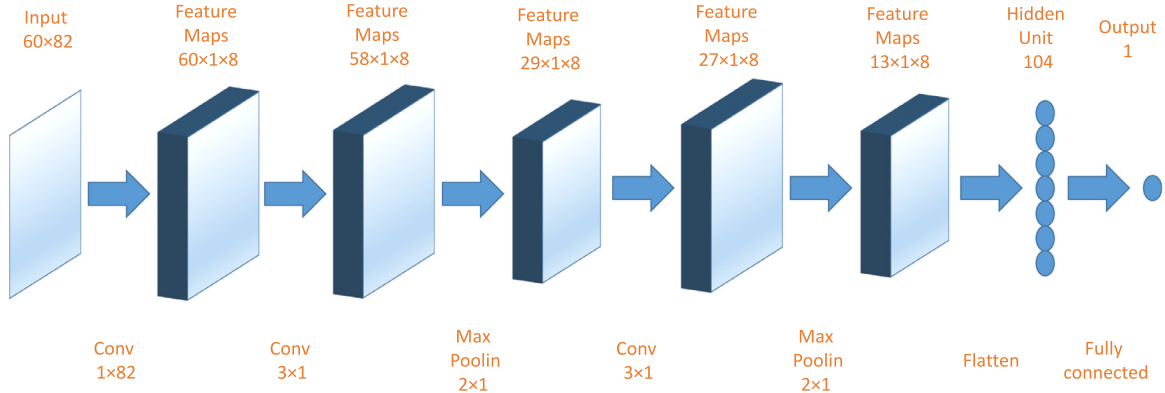 Input
60×82
Feature
Maps
60×1×8
Feature
Maps
58×1×8
Feature
Maps
29×1×8
Feature
Maps
27×1×8
Feature
Maps
13×1×8
Hidden
Unit
104
Output
1
Conv
1×82
Conv
3×1
Max
Poolin
2×1
Conv
3×1
Max
Poolin
2×1
Flatten
Fully
connected